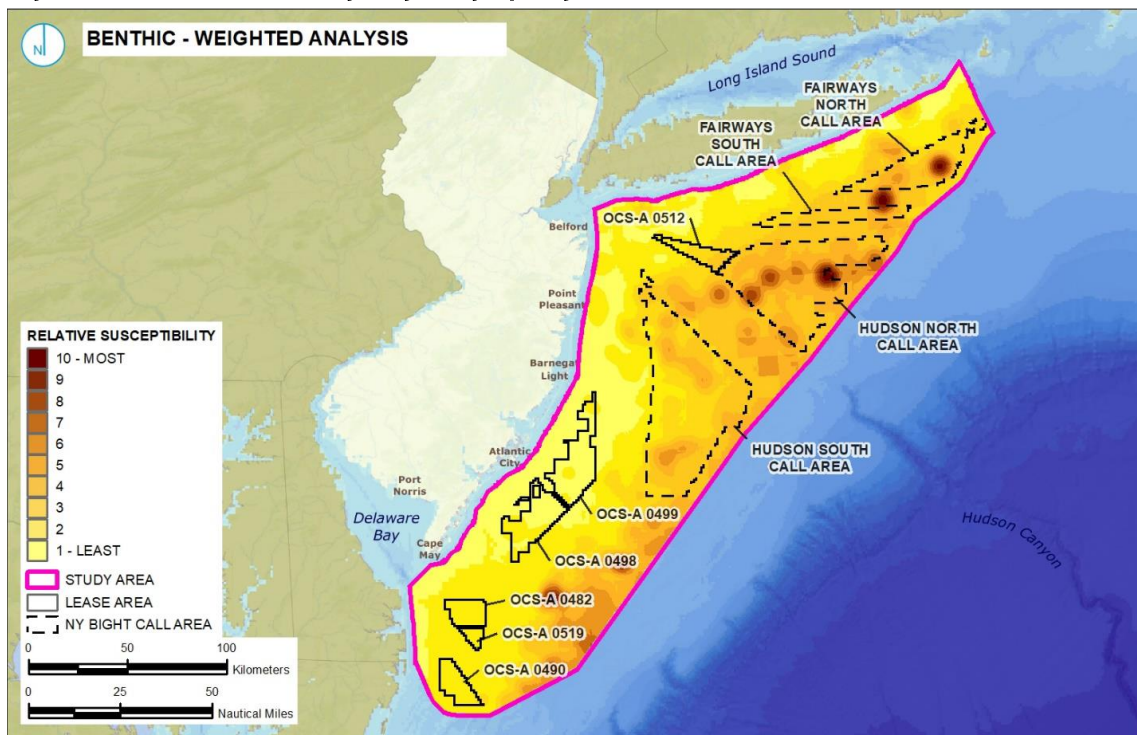 N
BENTHIC - WEIGHTED ANALYSIS
Long Island Sound
FAIRWAYS
NORTH
CALL AREA
FAIRWAYS
SOUTH
CALL AREA
OCS-A 0512
Belford
Point
Pleasant
HUDSON NORTH
CALL AREA
Barnegat
Light
HUDSON SOUTH
CALL AREA
Atlantic
City
Port
Norris
OCS-A 0499
Delaware
Bay
Cape
May
OCS-A 0498
Hudson Canyon
OCS-A 0482
OCS-A 0519
OCS-A 0490
RELATIVE SUSCEPTIBILITY
10 - MOST
9
8
7
6
5
4
3
2
1 - LEAST
STUDY AREA
LEASE AREA
NY BIGHT CALL AREA
0 50 100
Kilometers
0 25 50
Nautical Miles